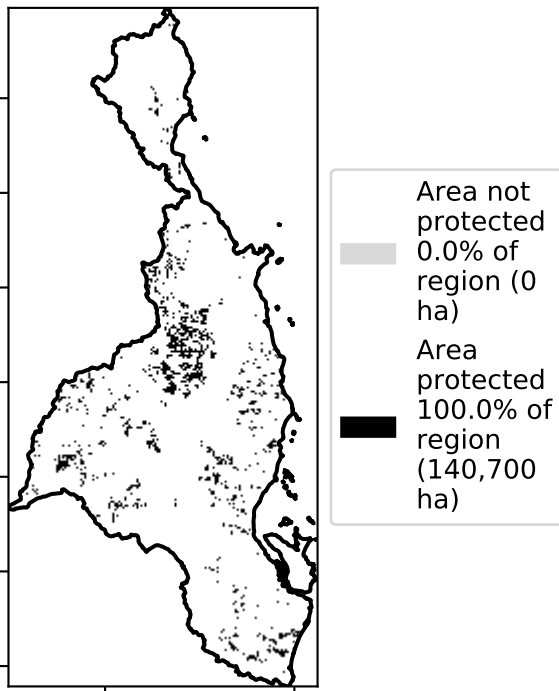 Area not
protected
0.0% of
region (0
ha)
Area
protected
100.0% of
region
(140,700
ha)